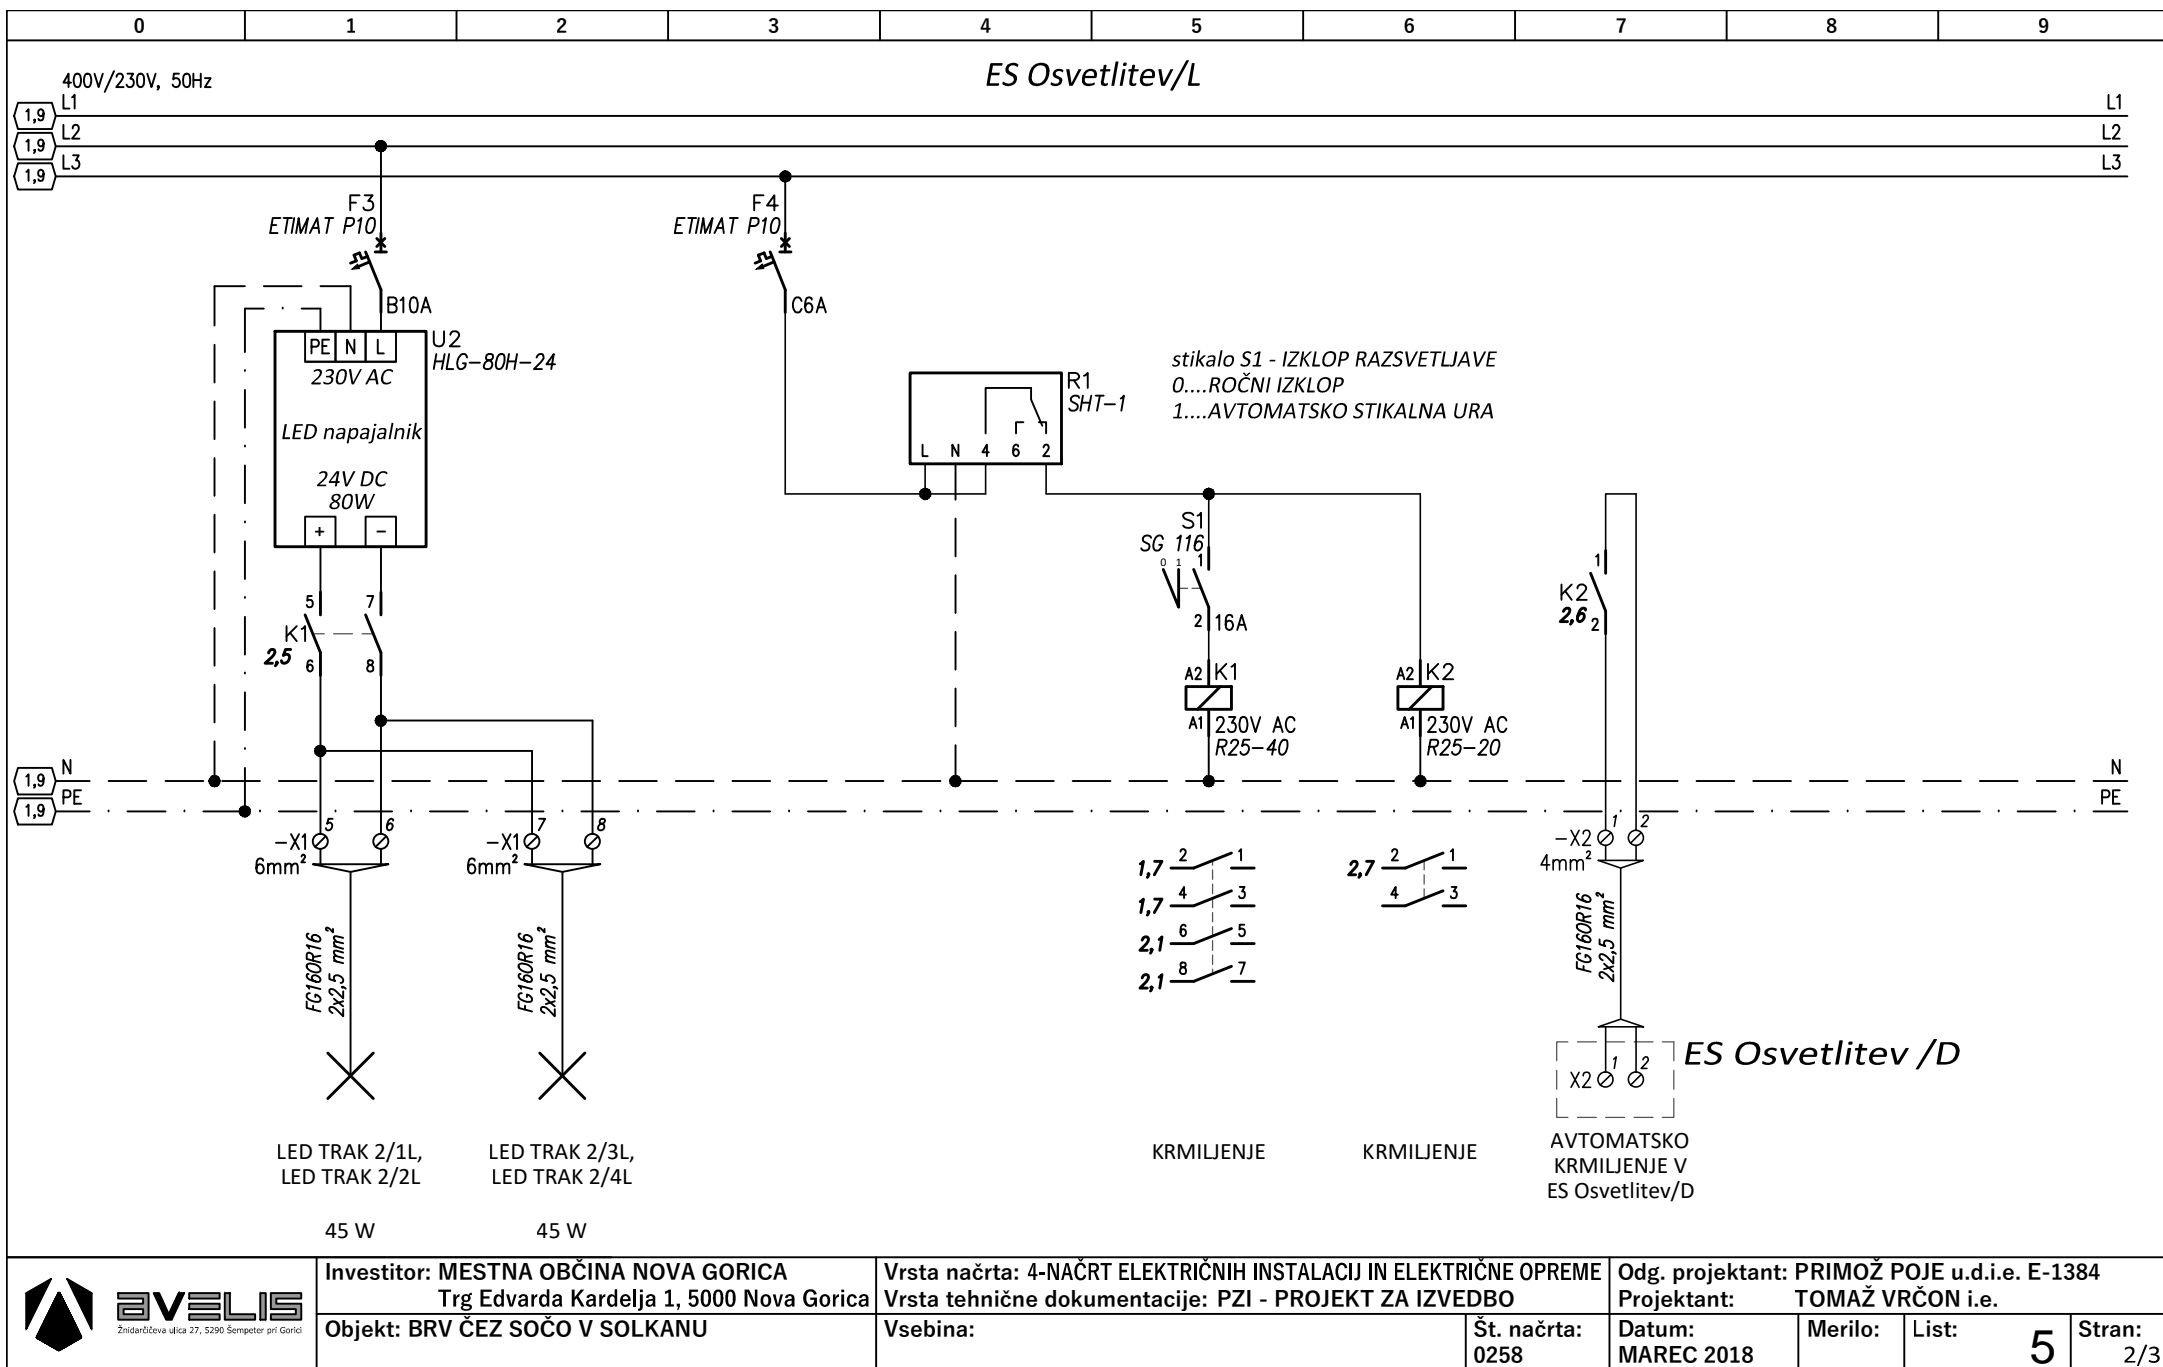 0 1 2 3 4 5 6 7 8 9
ES Osvetlitev/L
400V/230V, 50Hz
1,9 L1 L1
1,9 L2 L2
1,9 L3 L3
F3
ETIMAT P10
B10A
F4
ETIMAT P10
C6A
PE N L
230V AC
U2
HLG-80H-24
LED napajalnik
24V DC
80W
+ -
R1
SHT-1
L N 4 6 2
stikalo S1 - IZKLOP RAZSVETLJAVE
0....ROČNI IZKLOP
1....AVTOMATSKO STIKALNA URA
S1
SG 116
0 1 1
2 16A
5 7
K1
2,5
6 8
1
K2
2,6
2
A2 K1
A1 230V AC
R25-40
A2 K2
A1 230V AC
R25-20
1,9 N N
1,9 PE PE
-X1 5 6
6mm²
-X1 7 8
6mm²
-X2 1 2
4mm²
1,7 2 1
1,7 4 3
2,1 6 5
2,1 8 7
2,7 2 1
4 3
FG16OR16
2x2,5 mm²
FG16OR16
2x2,5 mm²
FG16OR16
2x2,5 mm²
ES Osvetlitev /D
X2 1 2
LED TRAK 2/1L,
LED TRAK 2/2L
45 W
LED TRAK 2/3L,
LED TRAK 2/4L
45 W
KRMILJENJE
KRMILJENJE
AVTOMATSKO
KRMILJENJE V
ES Osvetlitev/D
AVELIS
Žnidarčičeva ulica 27, 5290 Šempeter pri Gorici
Investitor: MESTNA OBČINA NOVA GORICA
Trg Edvarda Kardelja 1, 5000 Nova Gorica
Objekt: BRV ČEZ SOČO V SOLKANU
Vrsta načrta: 4-NAČRT ELEKTRIČNIH INSTALACIJ IN ELEKTRIČNE OPREME
Vrsta tehnične dokumentacije: PZI - PROJEKT ZA IZVEDBO
Vsebina:
Št. načrta:
0258
Odg. projektant: PRIMOŽ POJE u.d.i.e. E-1384
Projektant: TOMAŽ VRČON i.e.
Datum:
MAREC 2018
Merilo:
List: 5
Stran:
2/3